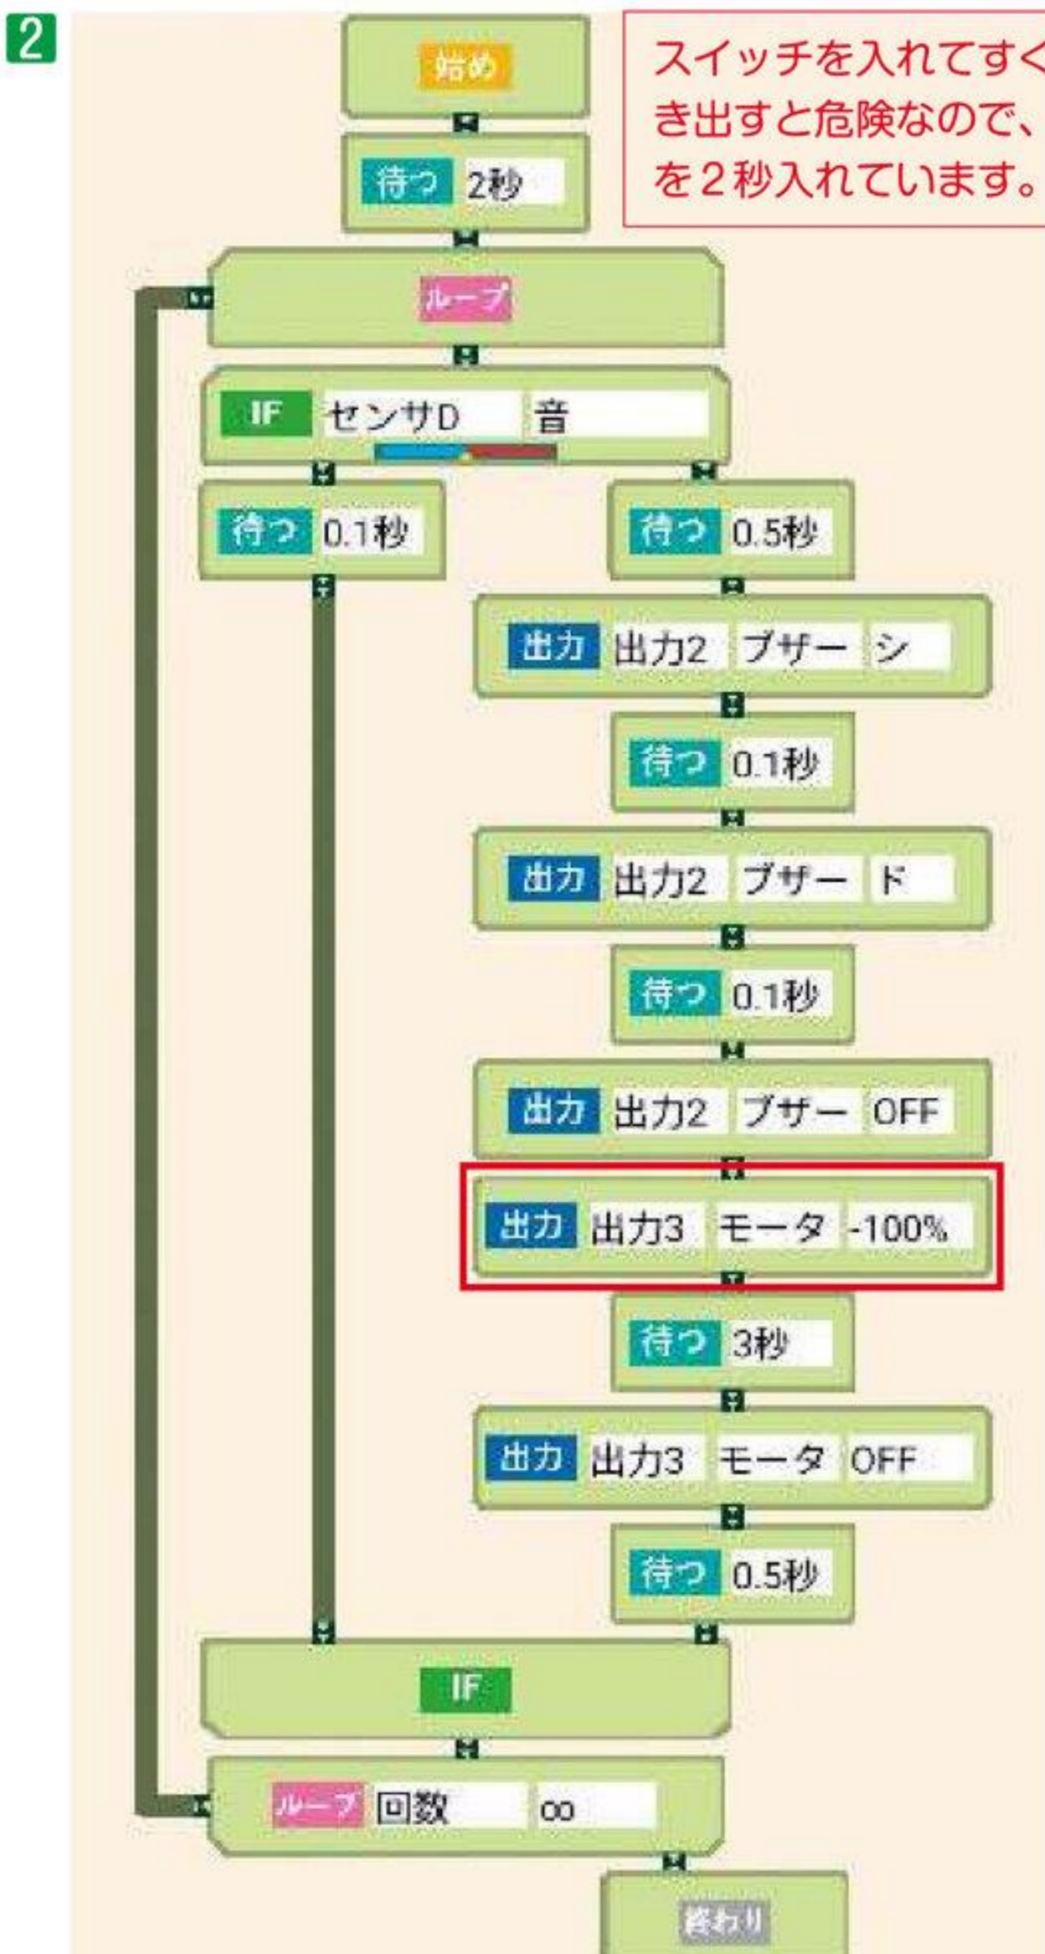 2
始め
スイッチを入れてすぐ
き出すと危険なので、
を2秒入れています。
待つ 2秒
ループ
IF センサD 音
待つ 0.1秒
待つ 0.5秒
出力 出力2 ブザー シ
待つ 0.1秒
出力 出力2 ブザー ド
待つ 0.1秒
出力 出力2 ブザー OFF
出力 出力3 モータ -100%
待つ 3秒
出力 出力3 モータ OFF
待つ 0.5秒
IF
ループ 回数 ∞
終わり